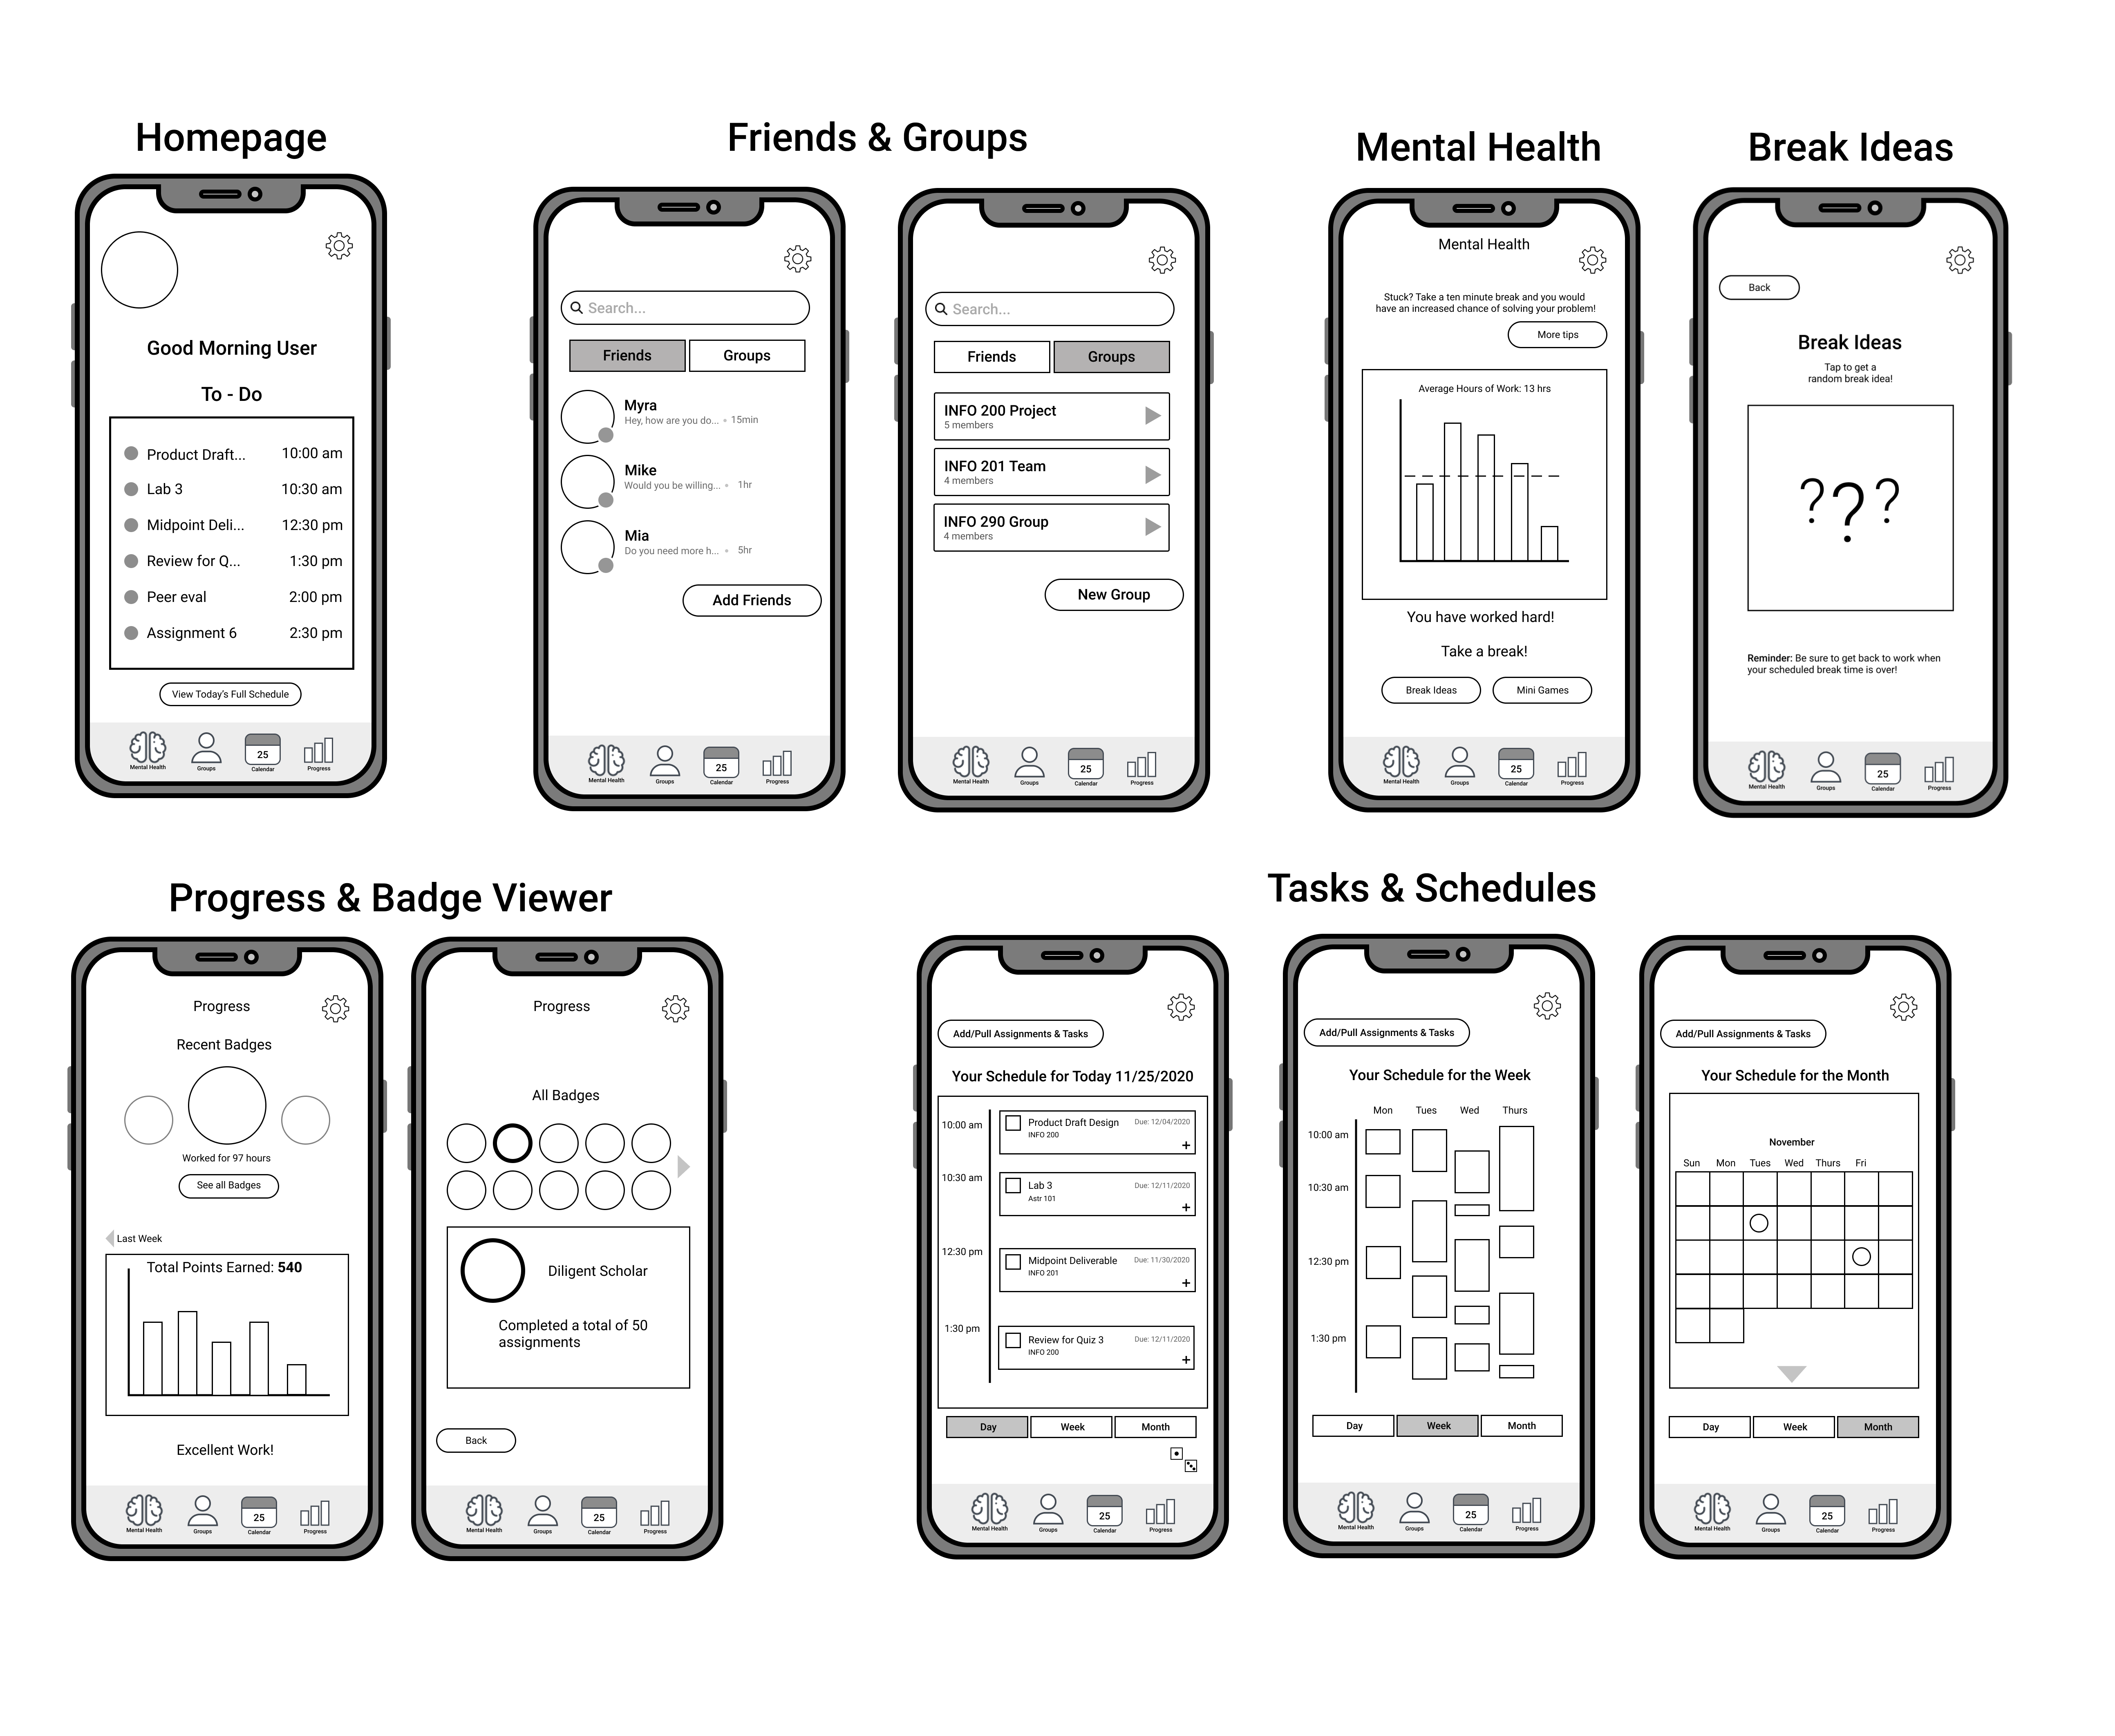 Homepage
Good Morning User
To - Do
Product Draft... 10:00 am
Lab 3 10:30 am
Midpoint Deli... 12:30 pm
Review for Q... 1:30 pm
Peer eval 2:00 pm
Assignment 6 2:30 pm
View Today's Full Schedule
25
Mental Health Groups Calendar Progress
Friends & Groups
Search...
Friends Groups
Myra
Hey, how are you do... • 15min
Mike
Would you be willing... • 1hr
Mia
Do you need more h... • 5hr
Add Friends
25
Mental Health Groups Calendar Progress
Search...
Friends Groups
INFO 200 Project
5 members
INFO 201 Team
4 members
INFO 290 Group
4 members
New Group
25
Mental Health Groups Calendar Progress
Mental Health
Mental Health
Stuck? Take a ten minute break and you would
have an increased chance of solving your problem!
More tips
Average Hours of Work: 13 hrs
You have worked hard!
Take a break!
Break Ideas Mini Games
25
Mental Health Groups Calendar Progress
Break Ideas
Back
Break Ideas
Tap to get a
random break idea!
???
Reminder: Be sure to get back to work when
your scheduled break time is over!
25
Mental Health Groups Calendar Progress
Progress & Badge Viewer
Progress
Recent Badges
Worked for 97 hours
See all Badges
Last Week
Total Points Earned: 540
Excellent Work!
25
Mental Health Groups Calendar Progress
Progress
All Badges
Diligent Scholar
Completed a total of 50
assignments
Back
25
Mental Health Groups Calendar Progress
Tasks & Schedules
Add/Pull Assignments & Tasks
Your Schedule for Today 11/25/2020
10:00 am
Product Draft Design Due: 12/04/2020
INFO 200
+
10:30 am
Lab 3 Due: 12/11/2020
Astr 101
+
12:30 pm
Midpoint Deliverable Due: 11/30/2020
INFO 201
+
1:30 pm
Review for Quiz 3 Due: 12/11/2020
INFO 200
+
Day Week Month
25
Mental Health Groups Calendar Progress
Add/Pull Assignments & Tasks
Your Schedule for the Week
Mon Tues Wed Thurs
10:00 am
10:30 am
12:30 pm
1:30 pm
Day Week Month
25
Mental Health Groups Calendar Progress
Add/Pull Assignments & Tasks
Your Schedule for the Month
November
Sun Mon Tues Wed Thurs Fri
Day Week Month
25
Mental Health Groups Calendar Progress